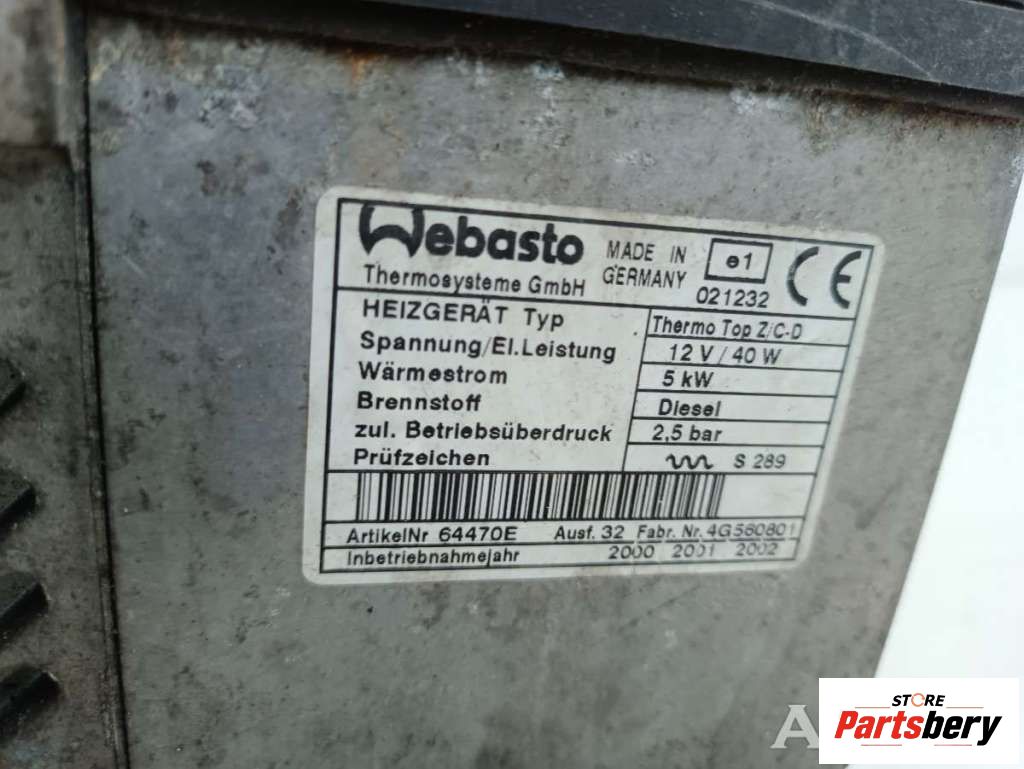 Webasto
Thermosysteme GmbH
MADE IN
GERMANY
e1
021232
CE
HEIZGERÄT Typ Thermo Top Z/C-D
Spannung/El.Leistung 12 V / 40 W
Wärmestrom 5 kW
Brennstoff Diesel
zul. Betriebsüberdruck 2,5 bar
Prüfzeichen S 289
ArtikelNr 64470E Ausf. 32 Fabr. Nr. 4G560801
Inbetriebnahmejahr 2000 2001 2002
A
STORE
Partsbery